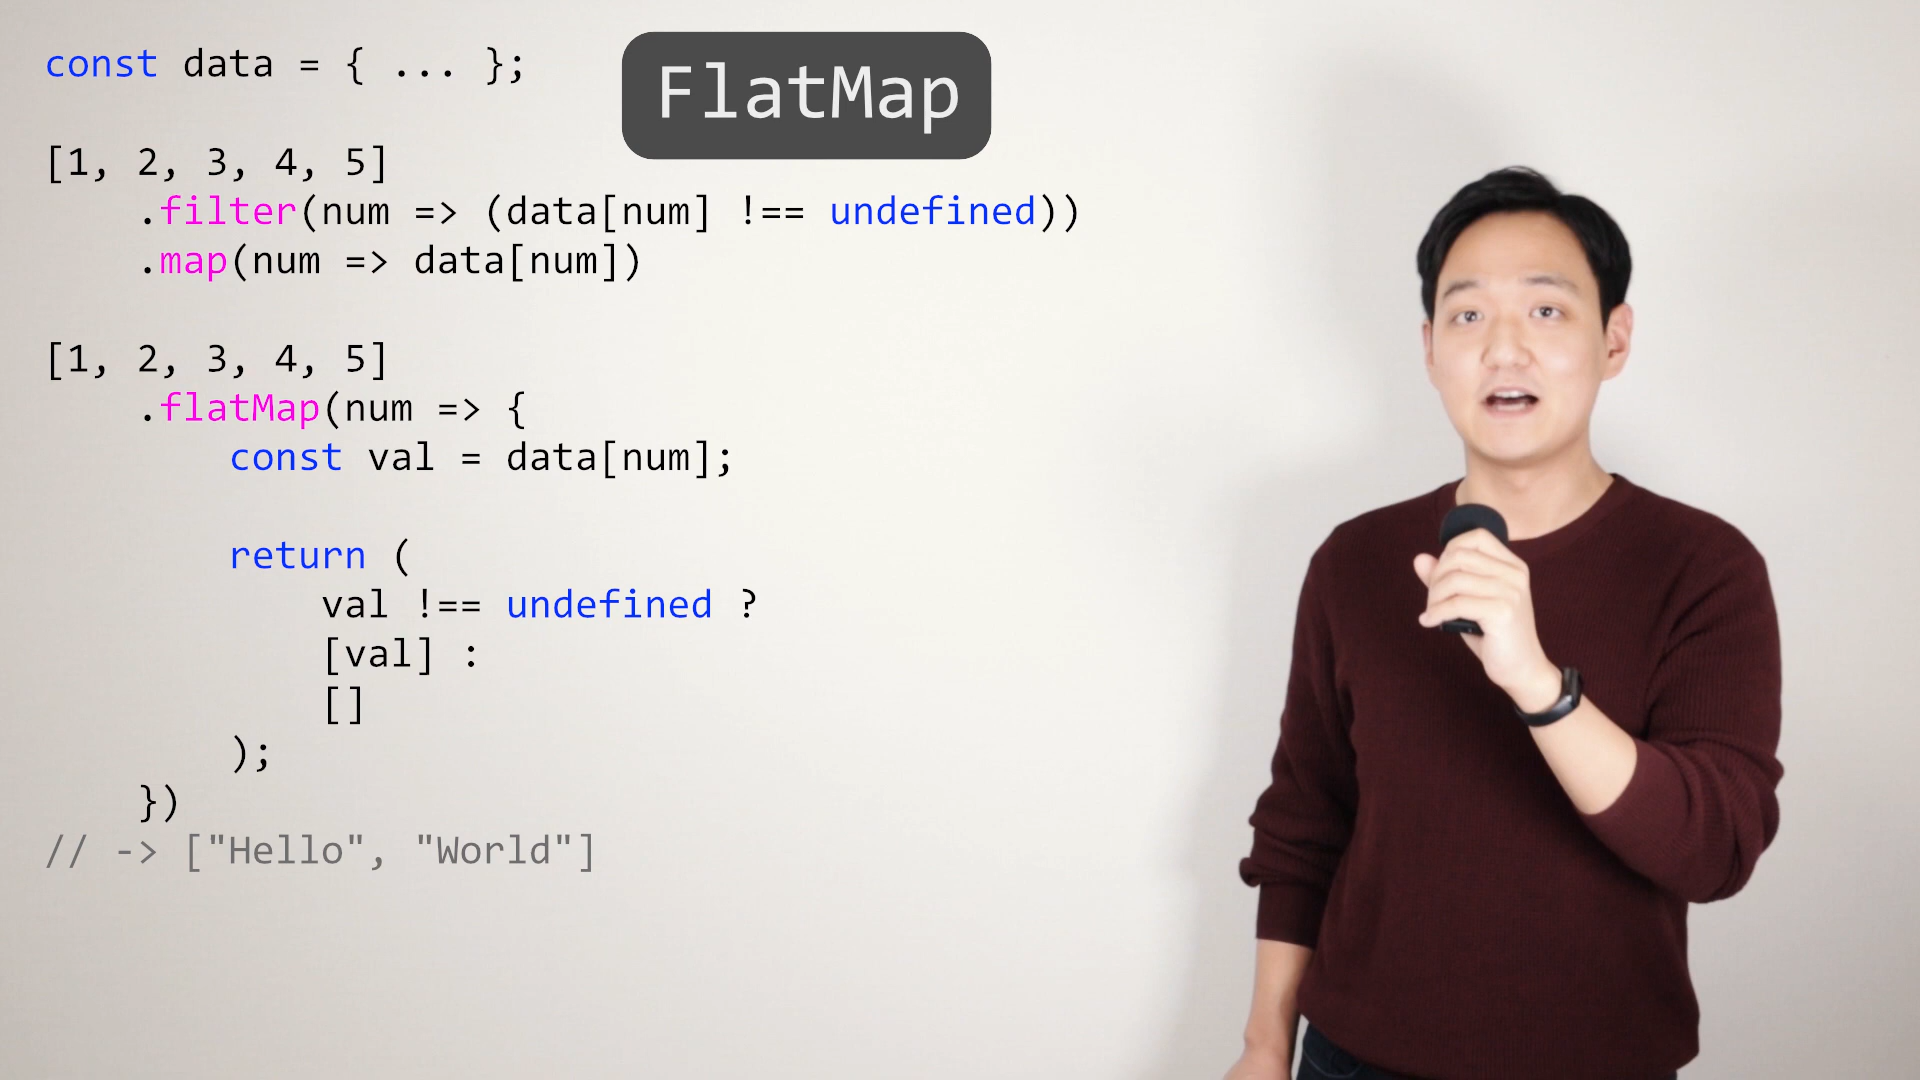 const data = { ... };
FlatMap
[1, 2, 3, 4, 5]
    .filter(num => (data[num] !== undefined))
    .map(num => data[num])
[1, 2, 3, 4, 5]
    .flatMap(num => {
        const val = data[num];
        return (
            val !== undefined ?
            [val] :
            []
        );
    })
// -> ["Hello", "World"]